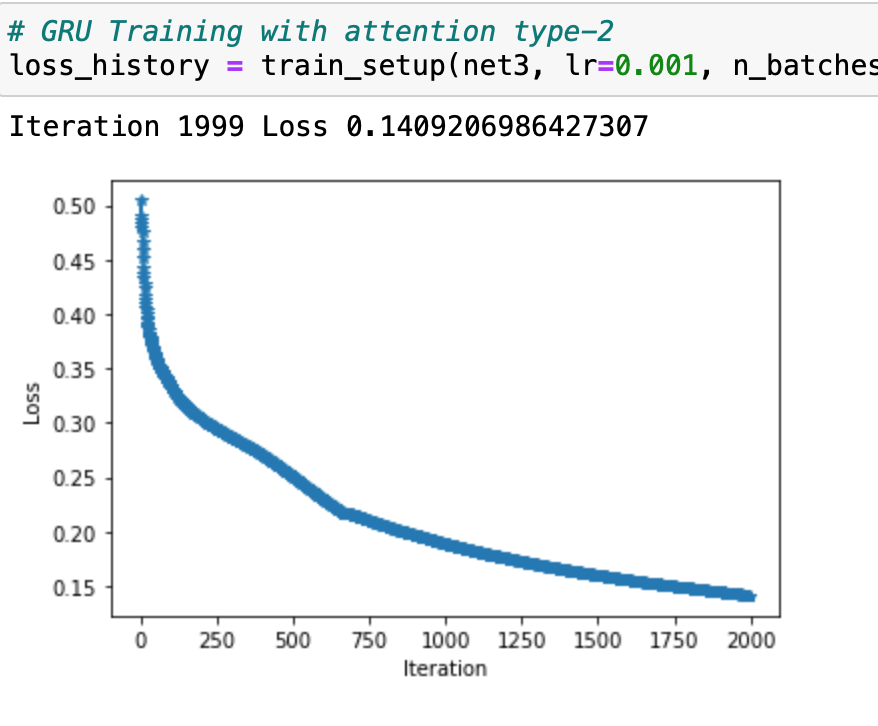 # GRU Training with attention type-2
loss_history = train_setup(net3, lr=0.001, n_batches
Iteration 1999 Loss 0.1409206986427307
0.50
0.45
0.40
0.35
0.30
0.25
0.20
0.15
Loss
0 250 500 750 1000 1250 1500 1750 2000
Iteration